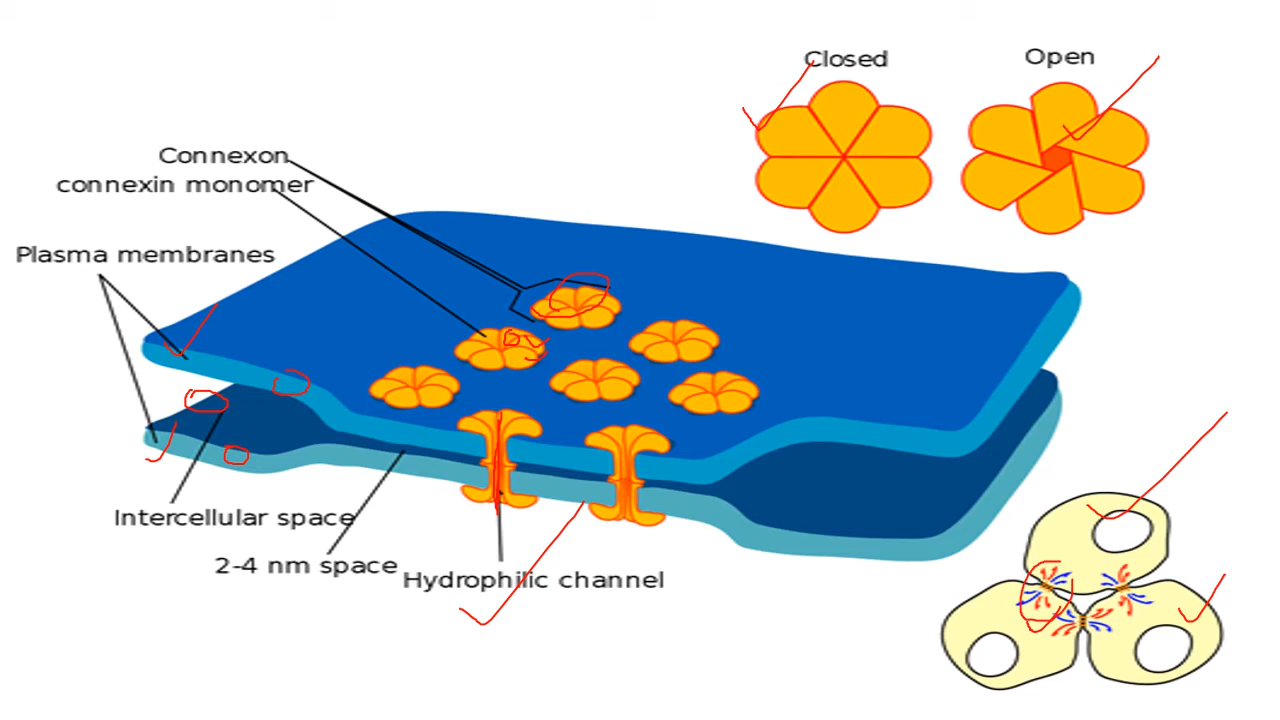 Closed
Open
Connexon
connexin monomer
Plasma membranes
Intercellular space
2-4 nm space
Hydrophilic channel